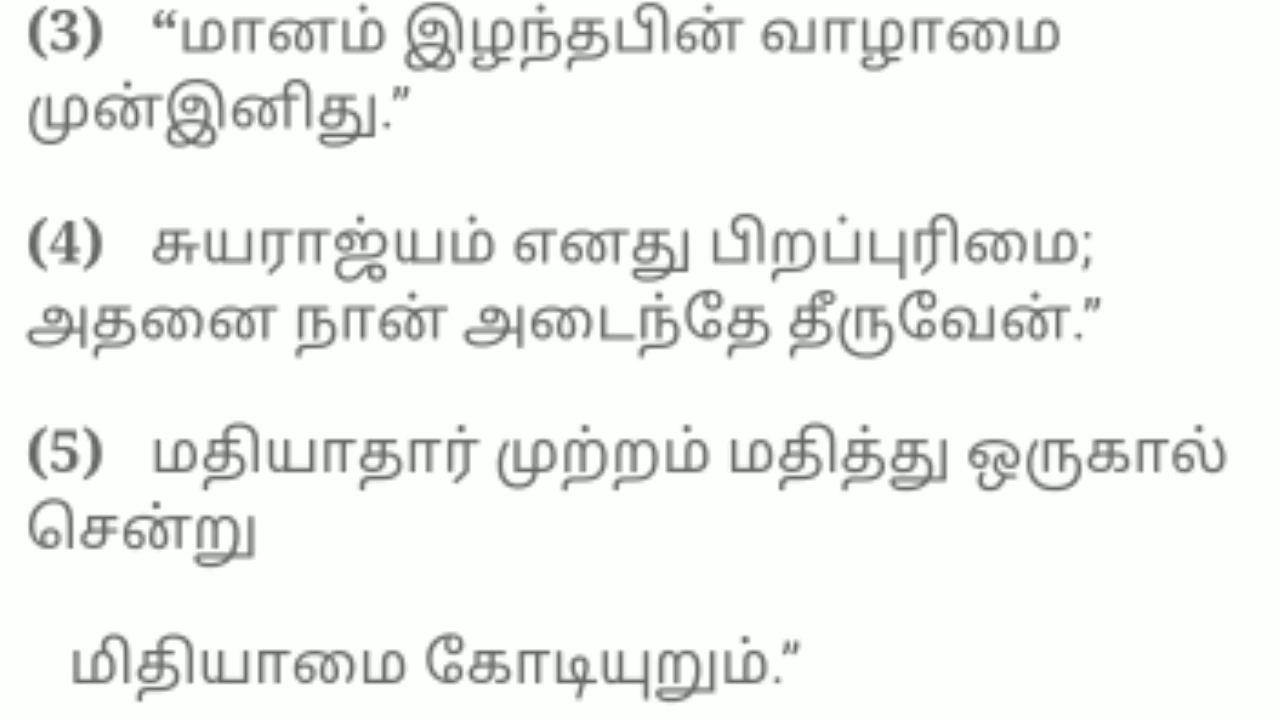 (3) “மானம் இழந்தபின் வாழாமை
முன்இனிது.”
(4) சுயராஜ்யம் எனது பிறப்புரிமை;
அதனை நான் அடைந்தே தீருவேன்.”
(5) மதியாதார் முற்றம் மதித்து ஒருகால்
சென்று
மிதியாமை கோடியுறும்.”